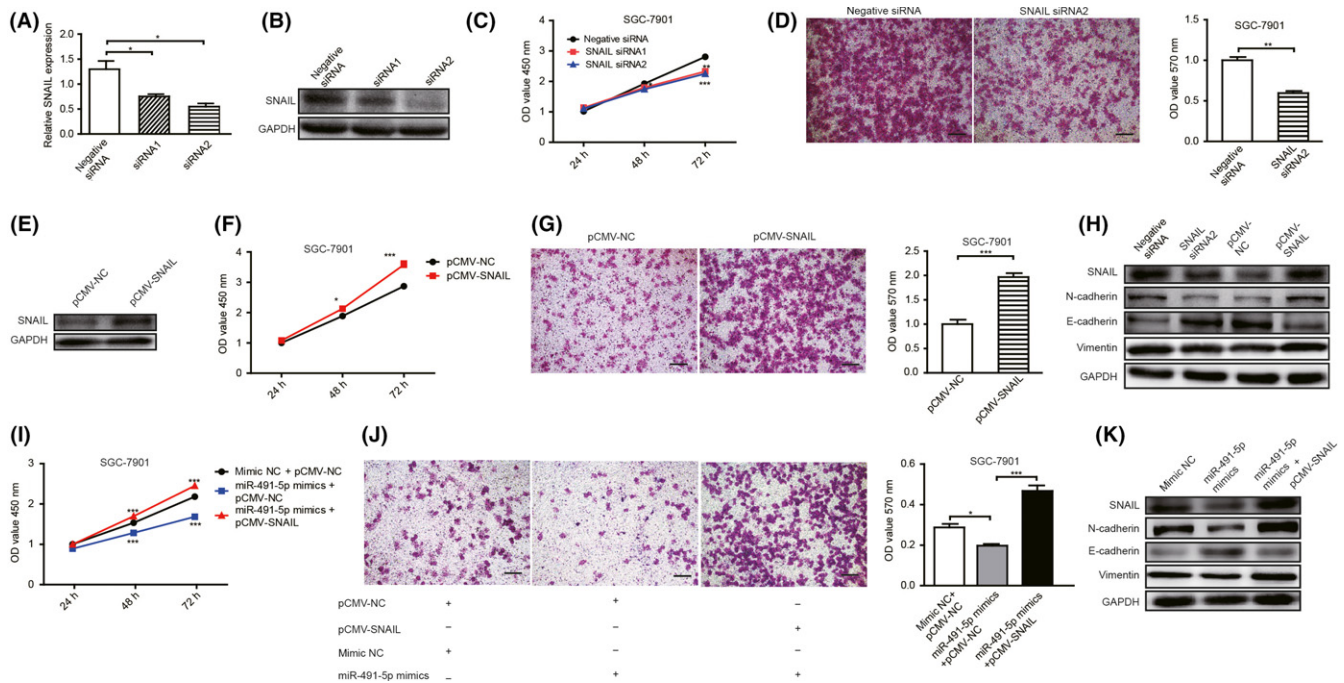 (A)
Relative SNAIL expression
2.0
1.5
1.0
0.5
0.0
*
*
Negative
siRNA
siRNA1
siRNA2
(B)
Negative
siRNA
siRNA1
siRNA2
SNAIL
GAPDH
(C)
SGC-7901
OD value 450 nm
4
3
2
1
0
Negative siRNA
SNAIL siRNA1
SNAIL siRNA2
**
***
24 h
48 h
72 h
(D)
Negative siRNA
SNAIL siRNA2
SGC-7901
OD value 570 nm
1.5
1.0
0.5
0.0
**
Negative
siRNA
SNAIL
siRNA2
(E)
pCMV-NC
pCMV-SNAIL
SNAIL
GAPDH
(F)
SGC-7901
OD value 450 nm
4
3
2
1
0
*
***
pCMV-NC
pCMV-SNAIL
24 h
48 h
72 h
(G)
pCMV-NC
pCMV-SNAIL
SGC-7901
OD value 570 nm
2.5
2.0
1.5
1.0
0.5
0.0
***
pCMV-NC
pCMV-SNAIL
(H)
Negative
siRNA
SNAIL
siRNA2
pCMV-
NC
pCMV-
SNAIL
SNAIL
N-cadherin
E-cadherin
Vimentin
GAPDH
(I)
SGC-7901
OD value 450 nm
3
2
1
0
***
***
***
***
Mimic NC + pCMV-NC
miR-491-5p mimics +
pCMV-NC
miR-491-5p mimics +
pCMV-SNAIL
24 h
48 h
72 h
(J)
pCMV-NC + + –
pCMV-SNAIL – – +
Mimic NC + – –
miR-491-5p mimics – + +
SGC-7901
OD value 570 nm
0.6
0.4
0.2
0.0
*
***
Mimic NC+
pCMV-NC
miR-491-5p mimics
+pCMV-NC
miR-491-5p mimics
+pCMV-SNAIL
(K)
Mimic NC
miR-491-5p
mimics
miR-491-5p
mimics +
pCMV-SNAIL
SNAIL
N-cadherin
E-cadherin
Vimentin
GAPDH